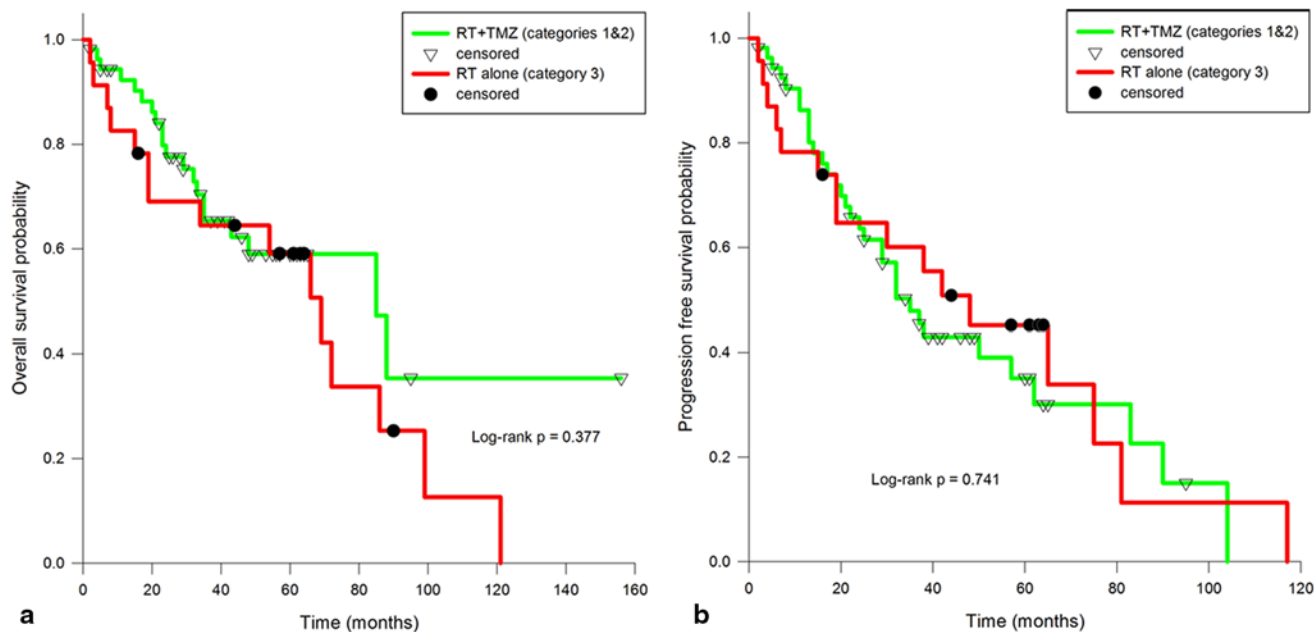 RT+TMZ (categories 1&2)
censored
RT alone (category 3)
censored
1.0
0.8
0.6
0.4
0.2
0.0
Overall survival probability
Log-rank p = 0.377
0 20 40 60 80 100 120 140 160
Time (months)
a
RT+TMZ (categories 1&2)
censored
RT alone (category 3)
censored
1.0
0.8
0.6
0.4
0.2
0.0
Progression free survival probability
Log-rank p = 0.741
0 20 40 60 80 100 120
Time (months)
b